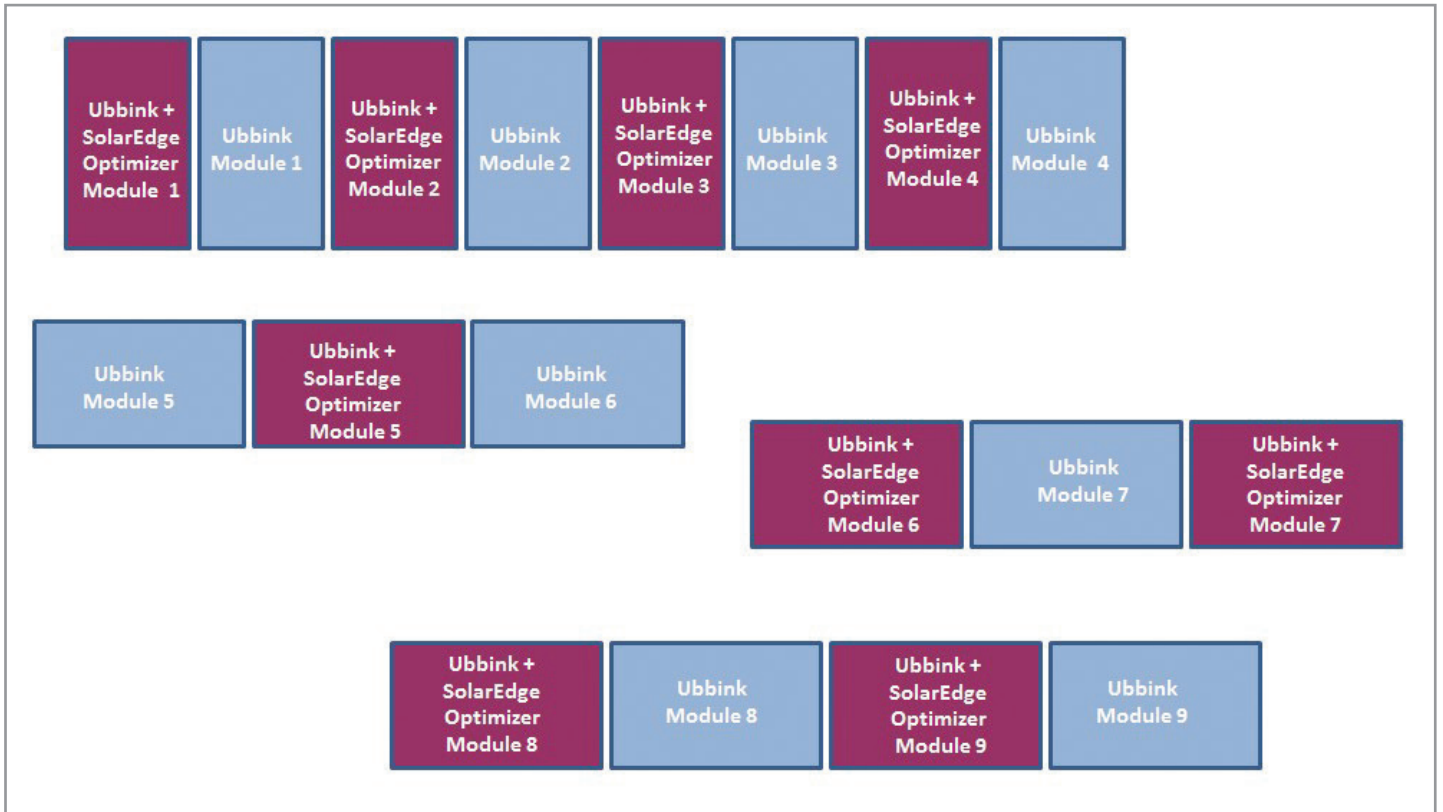 Ubbink +
SolarEdge
Optimizer
Module 1
Ubbink
Module 1
Ubbink +
SolarEdge
Optimizer
Module 2
Ubbink
Module 2
Ubbink +
SolarEdge
Optimizer
Module 3
Ubbink
Module 3
Ubbink +
SolarEdge
Optimizer
Module 4
Ubbink
Module 4
Ubbink
Module 5
Ubbink +
SolarEdge
Optimizer
Module 5
Ubbink
Module 6
Ubbink +
SolarEdge
Optimizer
Module 6
Ubbink
Module 7
Ubbink +
SolarEdge
Optimizer
Module 7
Ubbink +
SolarEdge
Optimizer
Module 8
Ubbink
Module 8
Ubbink +
SolarEdge
Optimizer
Module 9
Ubbink
Module 9